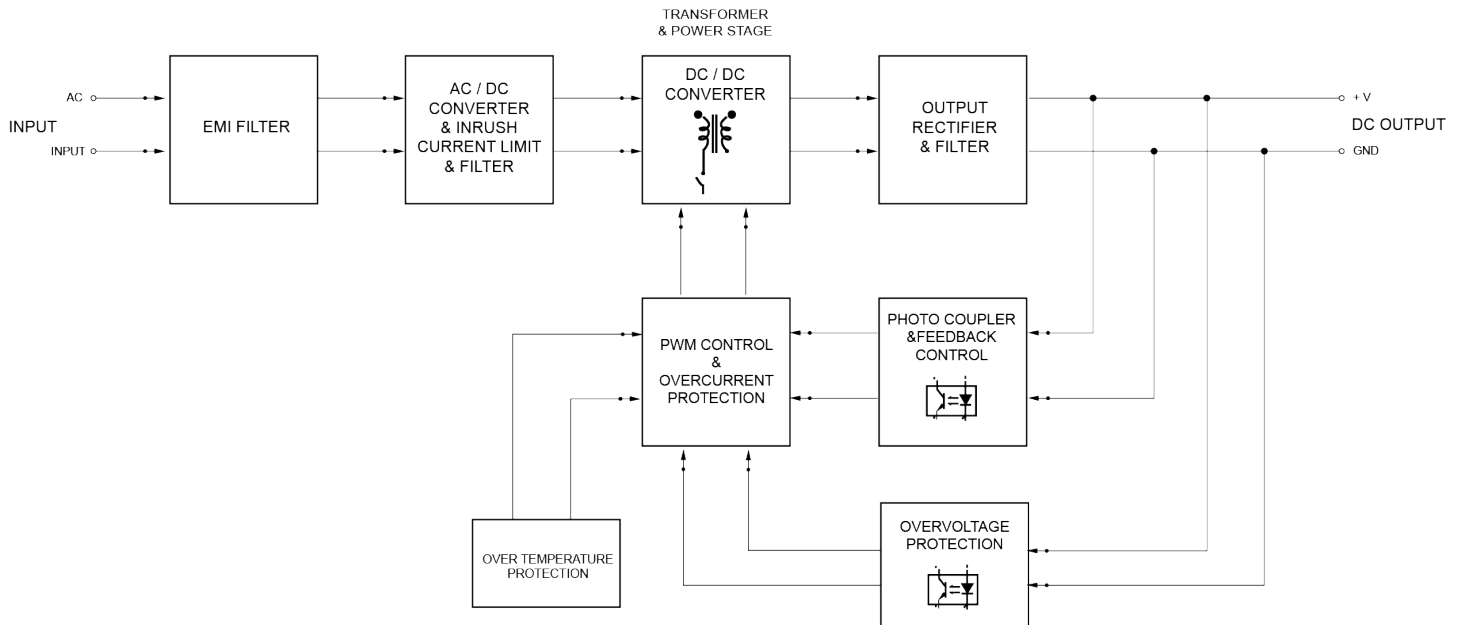 TRANSFORMER
& POWER STAGE
INPUT
AC
INPUT
EMI FILTER
AC / DC
CONVERTER
& INRUSH
CURRENT LIMIT
& FILTER
DC / DC
CONVERTER
OUTPUT
RECTIFIER
& FILTER
+ V
DC OUTPUT
GND
PWM CONTROL
&
OVERCURRENT
PROTECTION
PHOTO COUPLER
&FEEDBACK
CONTROL
OVER TEMPERATURE
PROTECTION
OVERVOLTAGE
PROTECTION